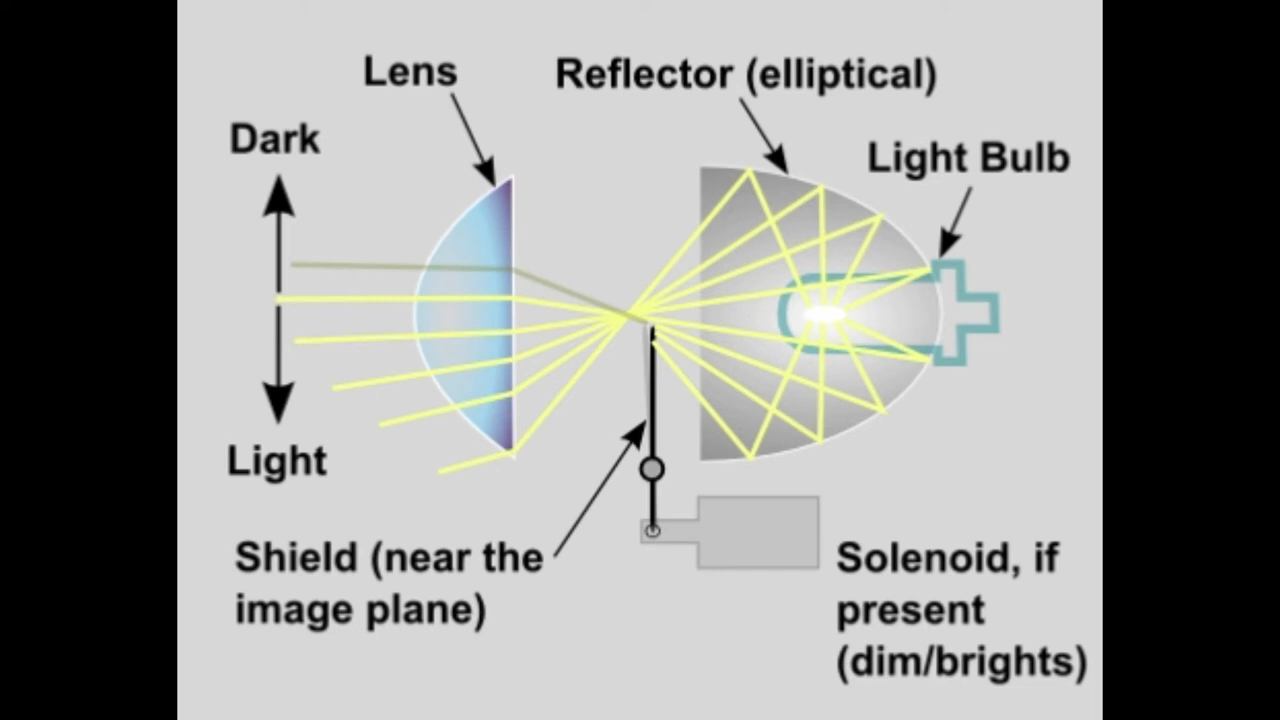 Lens
Reflector (elliptical)
Dark
Light Bulb
Light
Shield (near the
image plane)
Solenoid, if
present
(dim/brights)